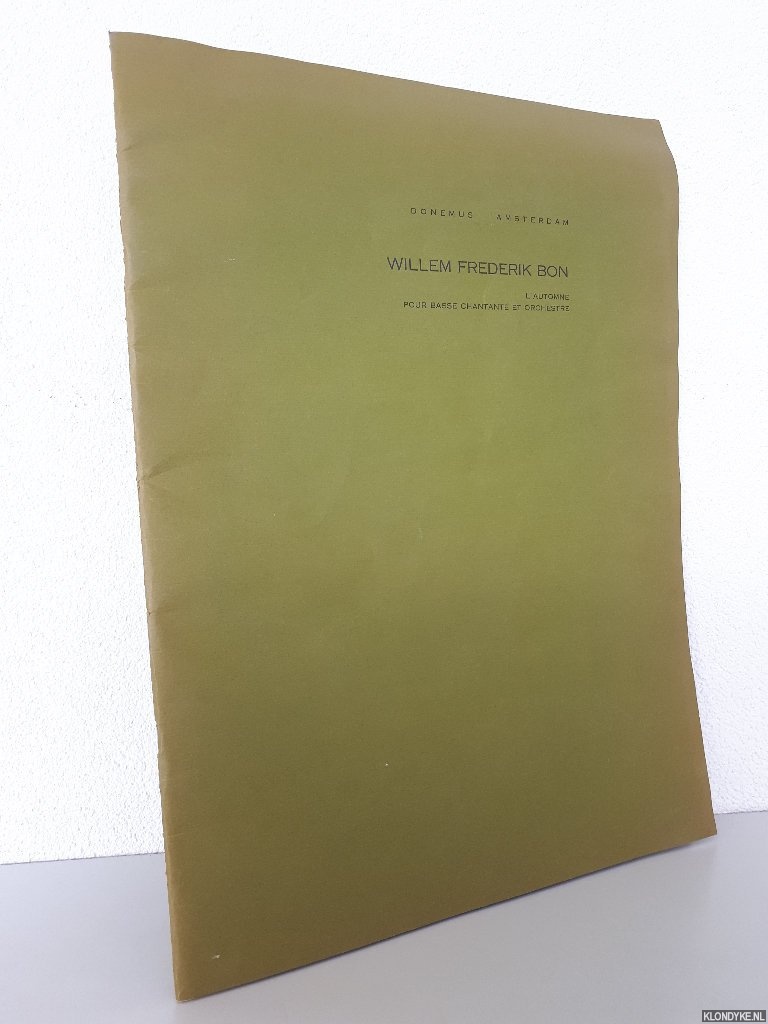 DONEMUS AMSTERDAM
WILLEM FREDERIK BON
L'AUTOMNE
POUR BASSE CHANTANTE ET ORCHESTRE
KLONDYKE.NL